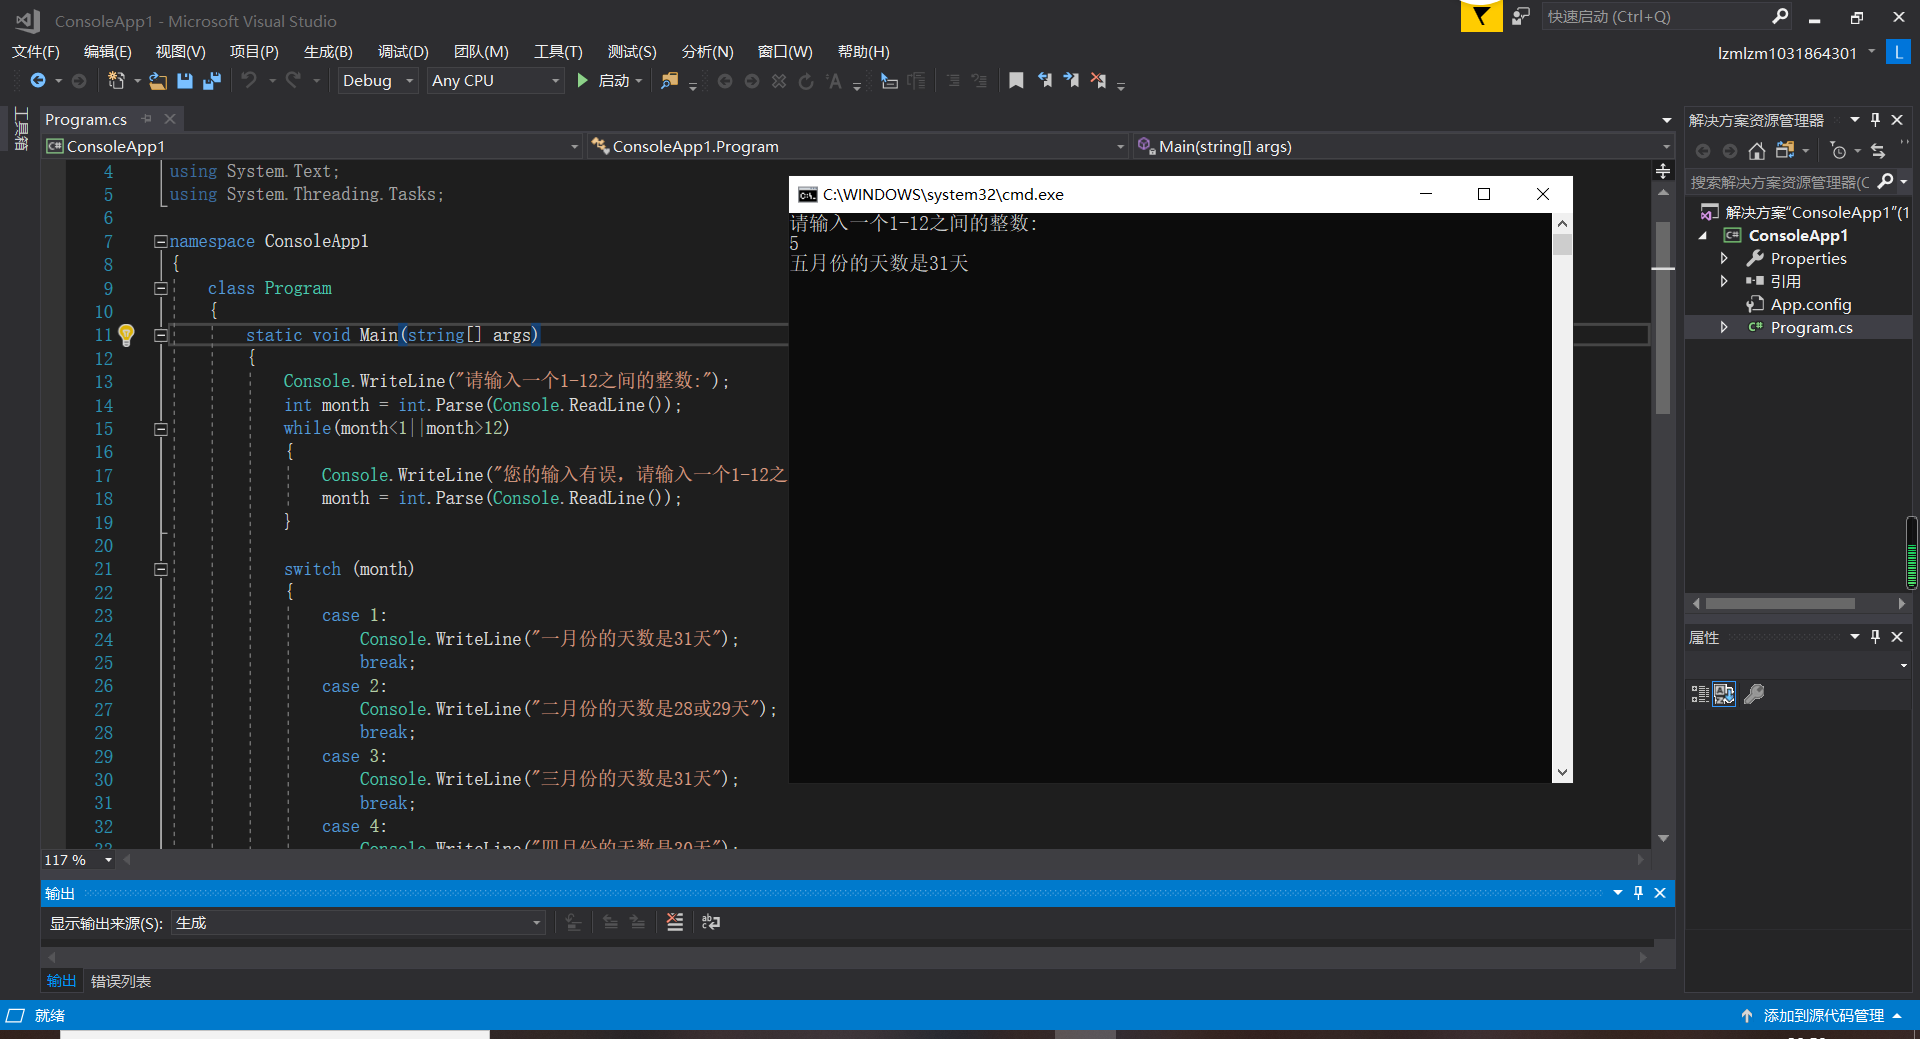 ConsoleApp1 - Microsoft Visual Studio
快速启动 (Ctrl+Q)
文件(F) 编辑(E) 视图(V) 项目(P) 生成(B) 调试(D) 团队(M) 工具(T) 测试(S) 分析(N) 窗口(W) 帮助(H)
lzmlzm1031864301 L
Debug Any CPU 启动
工具箱
Program.cs
ConsoleApp1 ConsoleApp1.Program Main(string[] args)
4 using System.Text;
5 using System.Threading.Tasks;
6
7 namespace ConsoleApp1
8 {
9 class Program
10 {
11 static void Main(string[] args)
12 {
13 Console.WriteLine("请输入一个1-12之间的整数:");
14 int month = int.Parse(Console.ReadLine());
15 while(month<1||month>12)
16 {
17 Console.WriteLine("您的输入有误，请输入一个1-12之
18 month = int.Parse(Console.ReadLine());
19 }
20
21 switch (month)
22 {
23 case 1:
24 Console.WriteLine("一月份的天数是31天");
25 break;
26 case 2:
27 Console.WriteLine("二月份的天数是28或29天");
28 break;
29 case 3:
30 Console.WriteLine("三月份的天数是31天");
31 break;
32 case 4:
33 Console.WriteLine("四月份的天数是30天");
C:\WINDOWS\system32\cmd.exe
请输入一个1-12之间的整数:
5
五月份的天数是31天
解决方案资源管理器
搜索解决方案资源管理器(C
解决方案"ConsoleApp1"(1
ConsoleApp1
Properties
引用
App.config
Program.cs
属性
117 %
输出
显示输出来源(S): 生成
输出 错误列表
就绪
添加到源代码管理